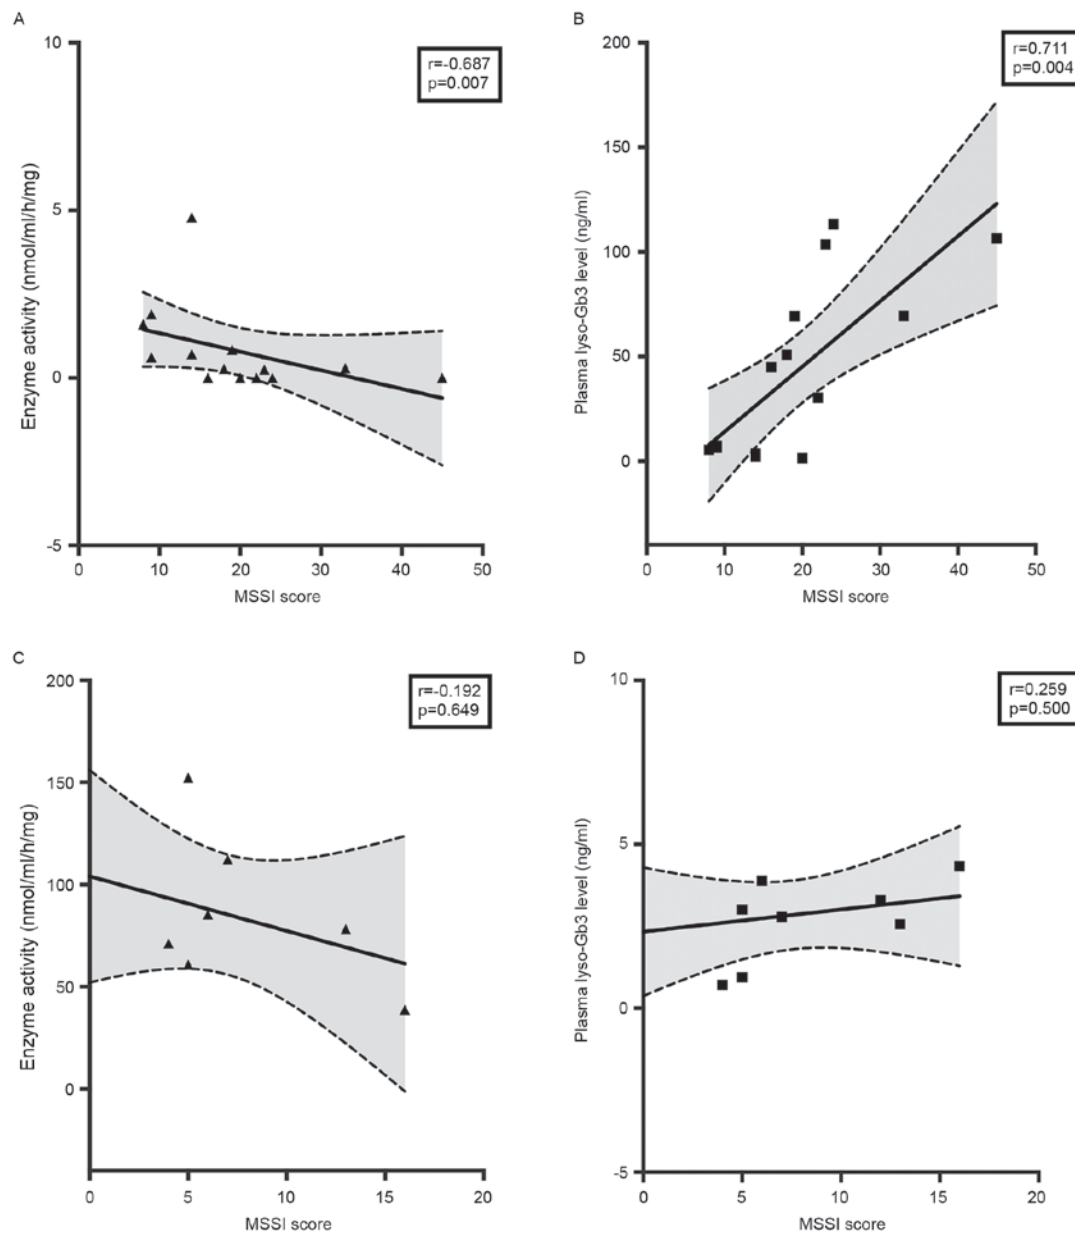 A
10
5
0
-5
0
10
20
30
40
50
Enzyme activity (nmol/ml/h/mg)
MSSI score
r=-0.687
p=0.007
B
200
150
100
50
0
0
10
20
30
40
50
Plasma lyso-Gb3 level (ng/ml)
MSSI score
r=0.711
p=0.004
C
200
150
100
50
0
0
5
10
15
20
Enzyme activity (nmol/ml/h/mg)
MSSI score
r=-0.192
p=0.649
D
10
5
0
-5
0
5
10
15
20
Plasma lyso-Gb3 level (ng/ml)
MSSI score
r=0.259
p=0.500